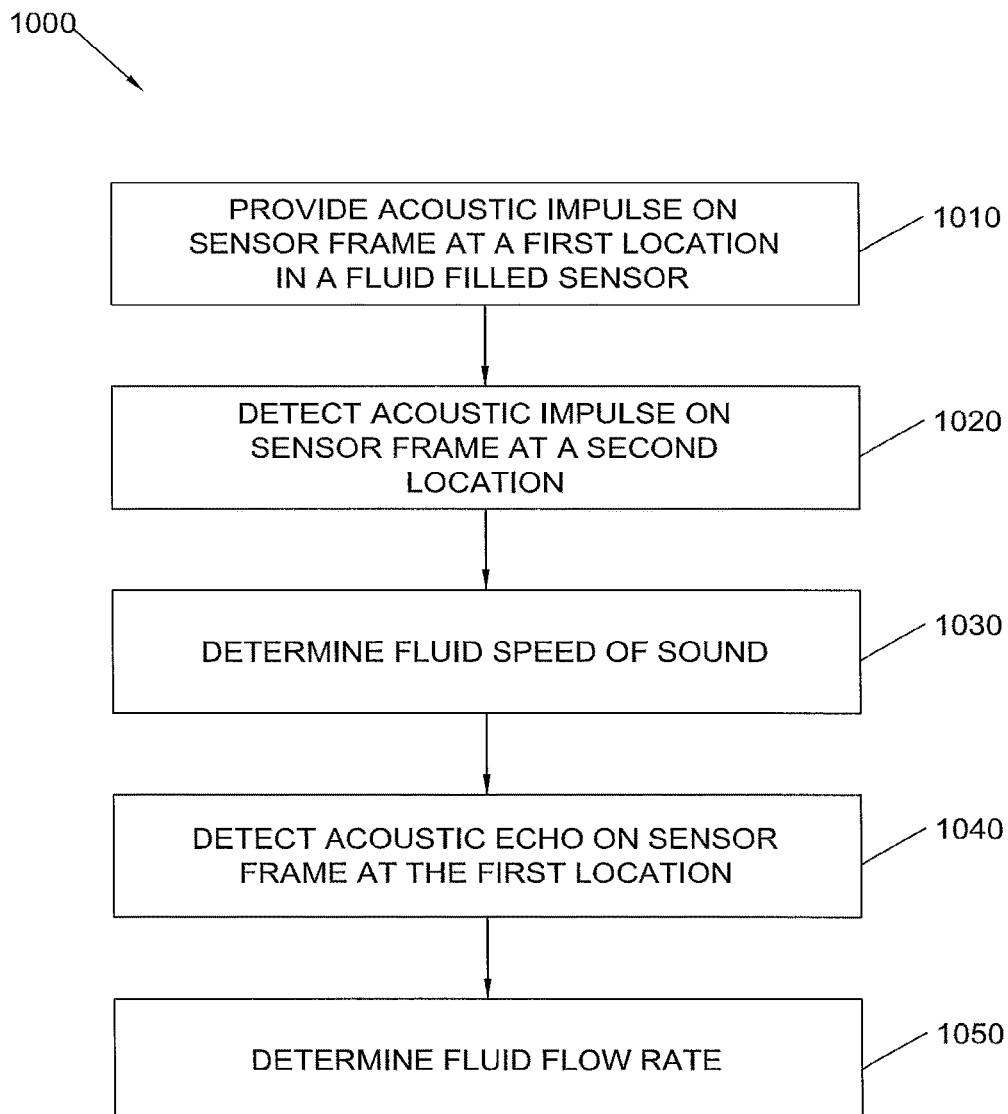 1000
PROVIDE ACOUSTIC IMPULSE ON
SENSOR FRAME AT A FIRST LOCATION
IN A FLUID FILLED SENSOR
1010
DETECT ACOUSTIC IMPULSE ON
SENSOR FRAME AT A SECOND
LOCATION
1020
DETERMINE FLUID SPEED OF SOUND
1030
DETECT ACOUSTIC ECHO ON SENSOR
FRAME AT THE FIRST LOCATION
1040
DETERMINE FLUID FLOW RATE
1050